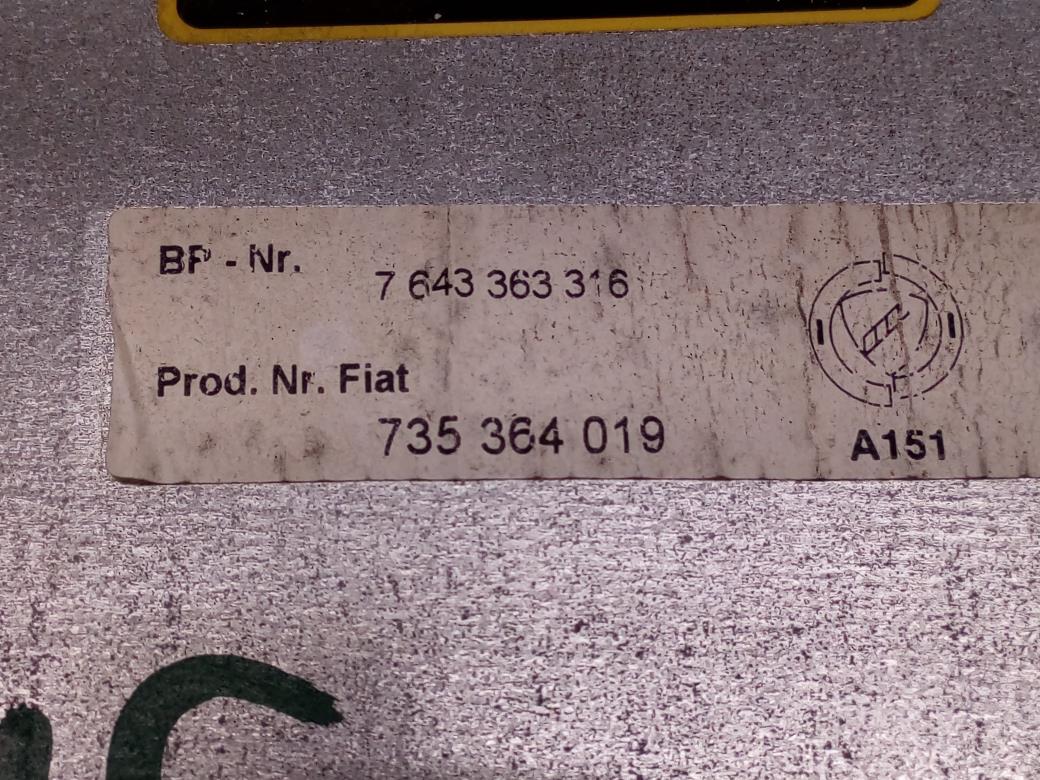 BP - Nr.
7 643 363 316
Prod. Nr. Fiat
735 364 019
A151